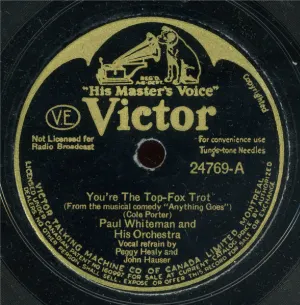 REG'D
"His Master's Voice"
Victor
VE
Copyrighted
Not Licensed for
Radio Broadcast
For convenience use
Tungs-tone Needles
24769-A
You're The Top-Fox Trot
(From the musical comedy "Anything Goes")
(Cole Porter)
Paul Whiteman and
His Orchestra
Vocal refrain by
Peggy Healy and
John Hauser
VICTOR TALKING MACHINE CO OF CANADA, LIMITED, MONTREAL